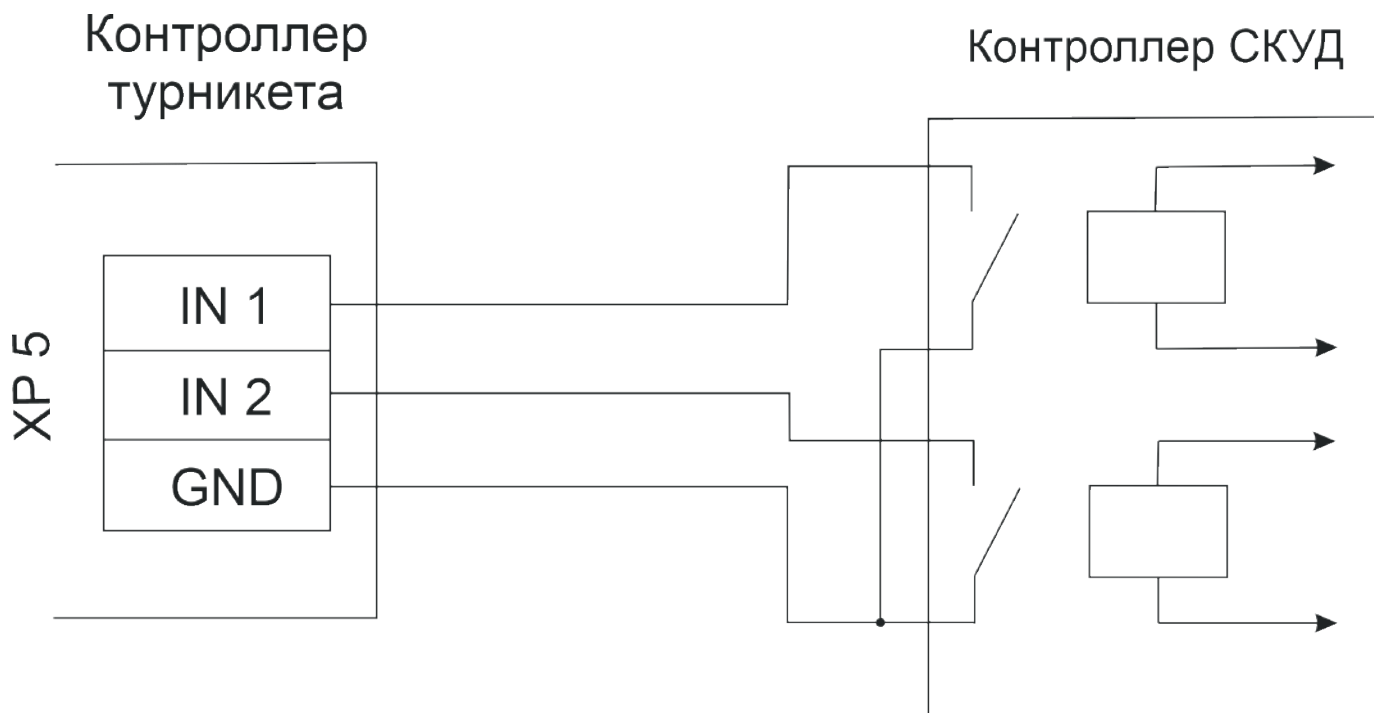 Контроллер
турникета
Контроллер СКУД
XP 5
IN 1
IN 2
GND